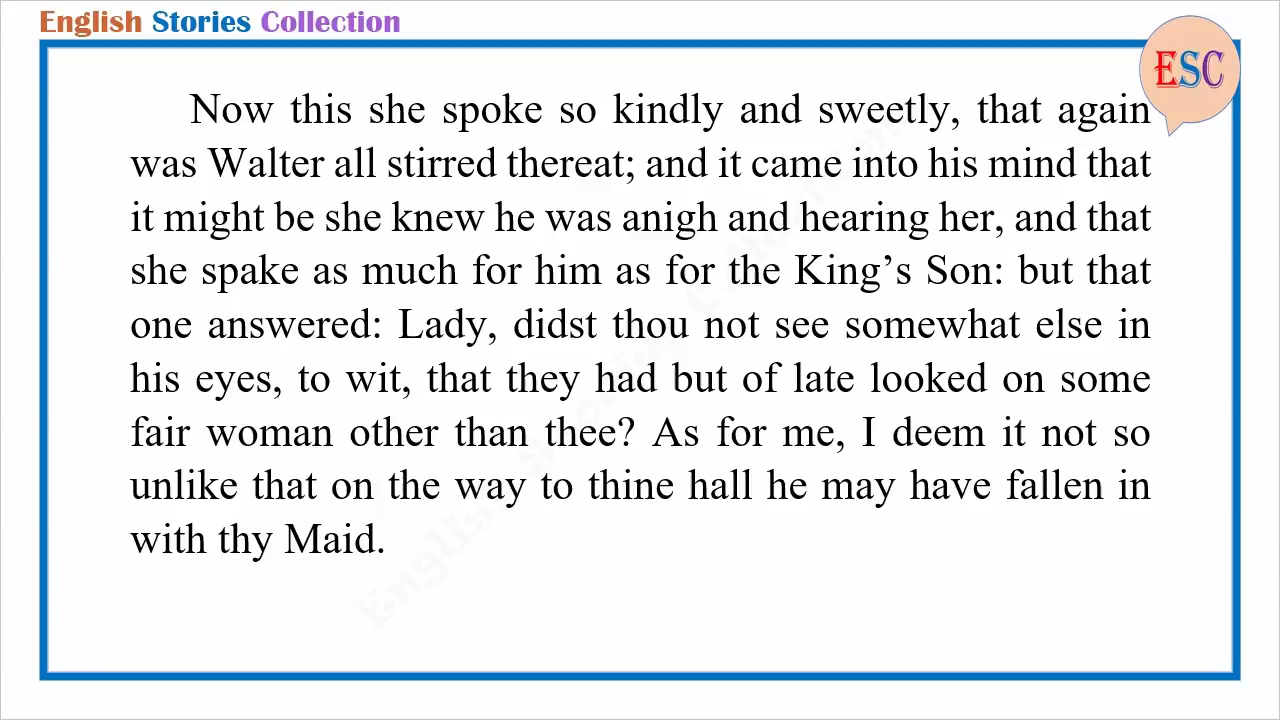 English Stories Collection
ESC
Now this she spoke so kindly and sweetly, that again
was Walter all stirred thereat; and it came into his mind that
it might be she knew he was anigh and hearing her, and that
she spake as much for him as for the King’s Son: but that
one answered: Lady, didst thou not see somewhat else in
his eyes, to wit, that they had but of late looked on some
fair woman other than thee? As for me, I deem it not so
unlike that on the way to thine hall he may have fallen in
with thy Maid.
English Stories Collection